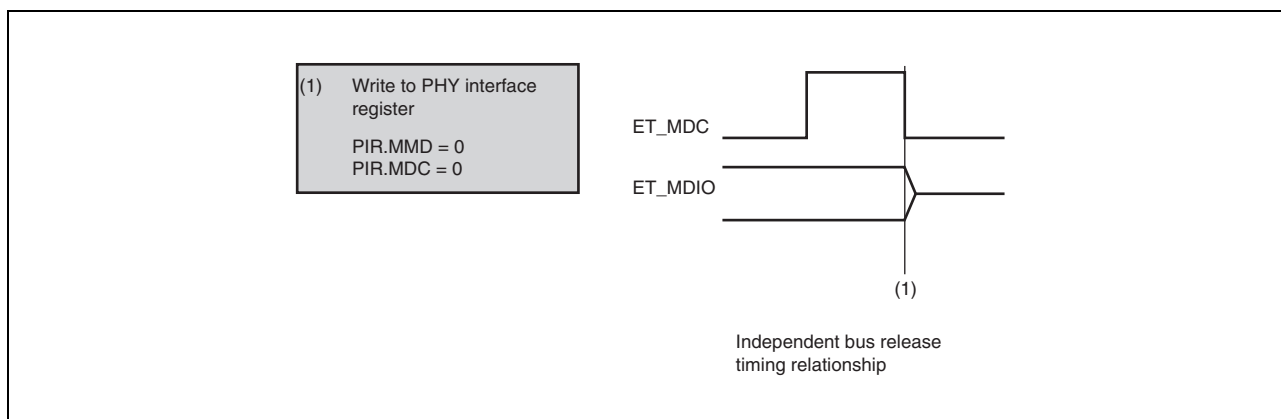 (1) Write to PHY interface
register
PIR.MMD = 0
PIR.MDC = 0
ET_MDC
ET_MDIO
(1)
Independent bus release
timing relationship